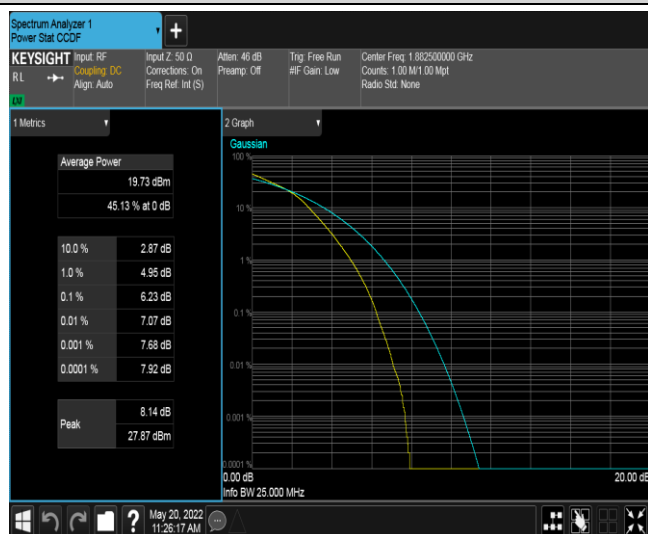 Spectrum Analyzer 1
Power Stat CCDF
+
KEYSIGHT
RL
LXI
Input: RF
Coupling: DC
Align: Auto
Input Z: 50 Ω
Corrections: On
Freq Ref: Int (S)
Atten: 46 dB
Preamp: Off
Trig: Free Run
#IF Gain: Low
Center Freq: 1.882500000 GHz
Counts: 1.00 M/1.00 Mpt
Radio Std: None
1 Metrics
Average Power
19.73 dBm
45.13 % at 0 dB
10.0 % 2.87 dB
1.0 % 4.95 dB
0.1 % 6.23 dB
0.01 % 7.07 dB
0.001 % 7.68 dB
0.0001 % 7.92 dB
Peak
8.14 dB
27.87 dBm
2 Graph
Gaussian
100 %
10 %
1 %
0.1 %
0.01 %
0.001 %
0.0001 %
0.00 dB
20.00 dB
Info BW 25.000 MHz
?
May 20, 2022
11:26:17 AM